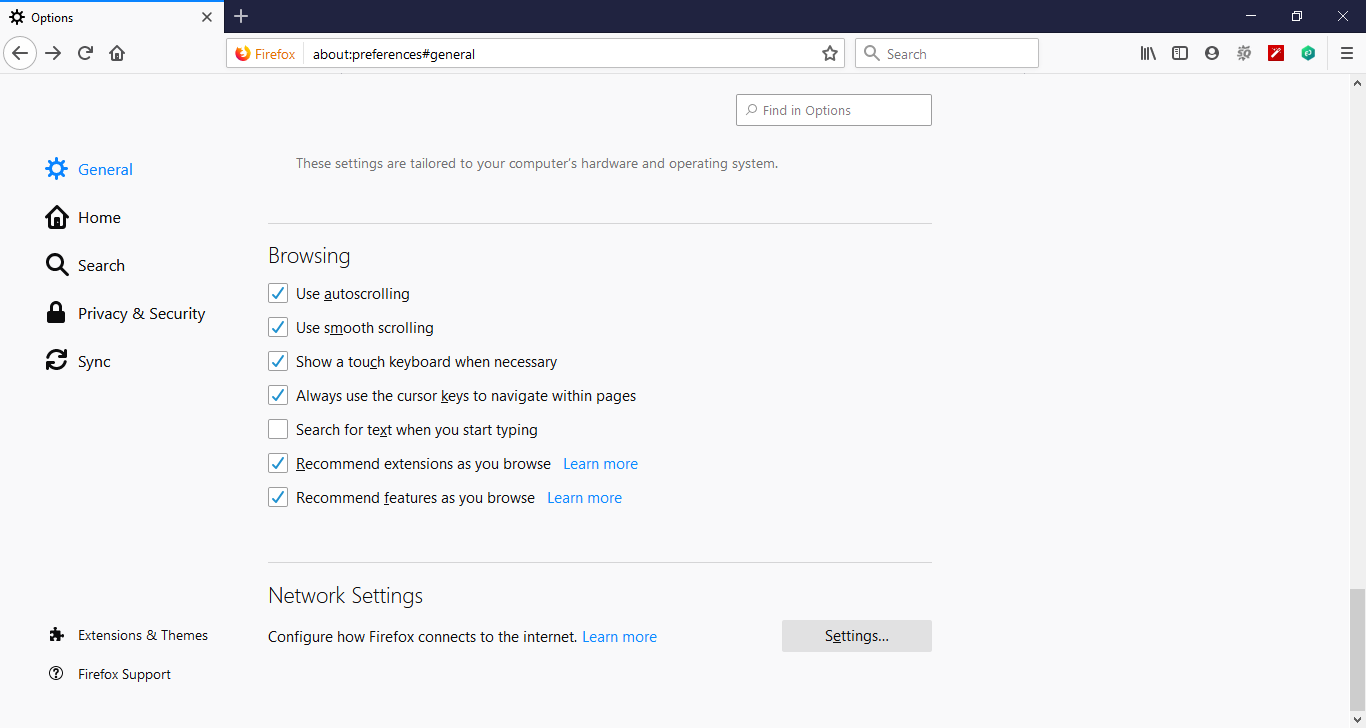 Options
Firefox
about:preferences#general
Search
Find in Options
These settings are tailored to your computer's hardware and operating system.
General
Home
Search
Privacy & Security
Sync
Browsing
Use autoscrolling
Use smooth scrolling
Show a touch keyboard when necessary
Always use the cursor keys to navigate within pages
Search for text when you start typing
Recommend extensions as you browse Learn more
Recommend features as you browse Learn more
Network Settings
Configure how Firefox connects to the internet. Learn more
Settings...
Extensions & Themes
Firefox Support